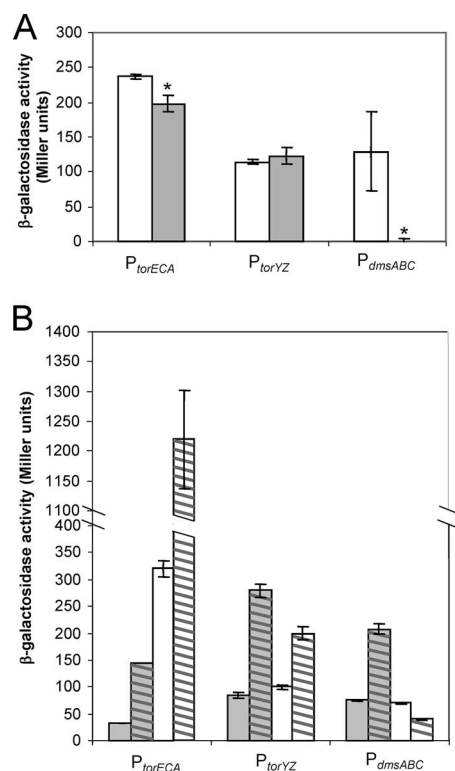 A
β-galactosidase activity
(Miller units)
300
250
200
150
100
50
0
*
*
PtorECA
PtorYZ
PdmsABC
B
β-galactosidase activity (Miller units)
1400
1300
1200
1150
1100
400
350
300
250
200
150
100
50
0
PtorECA
PtorYZ
PdmsABC